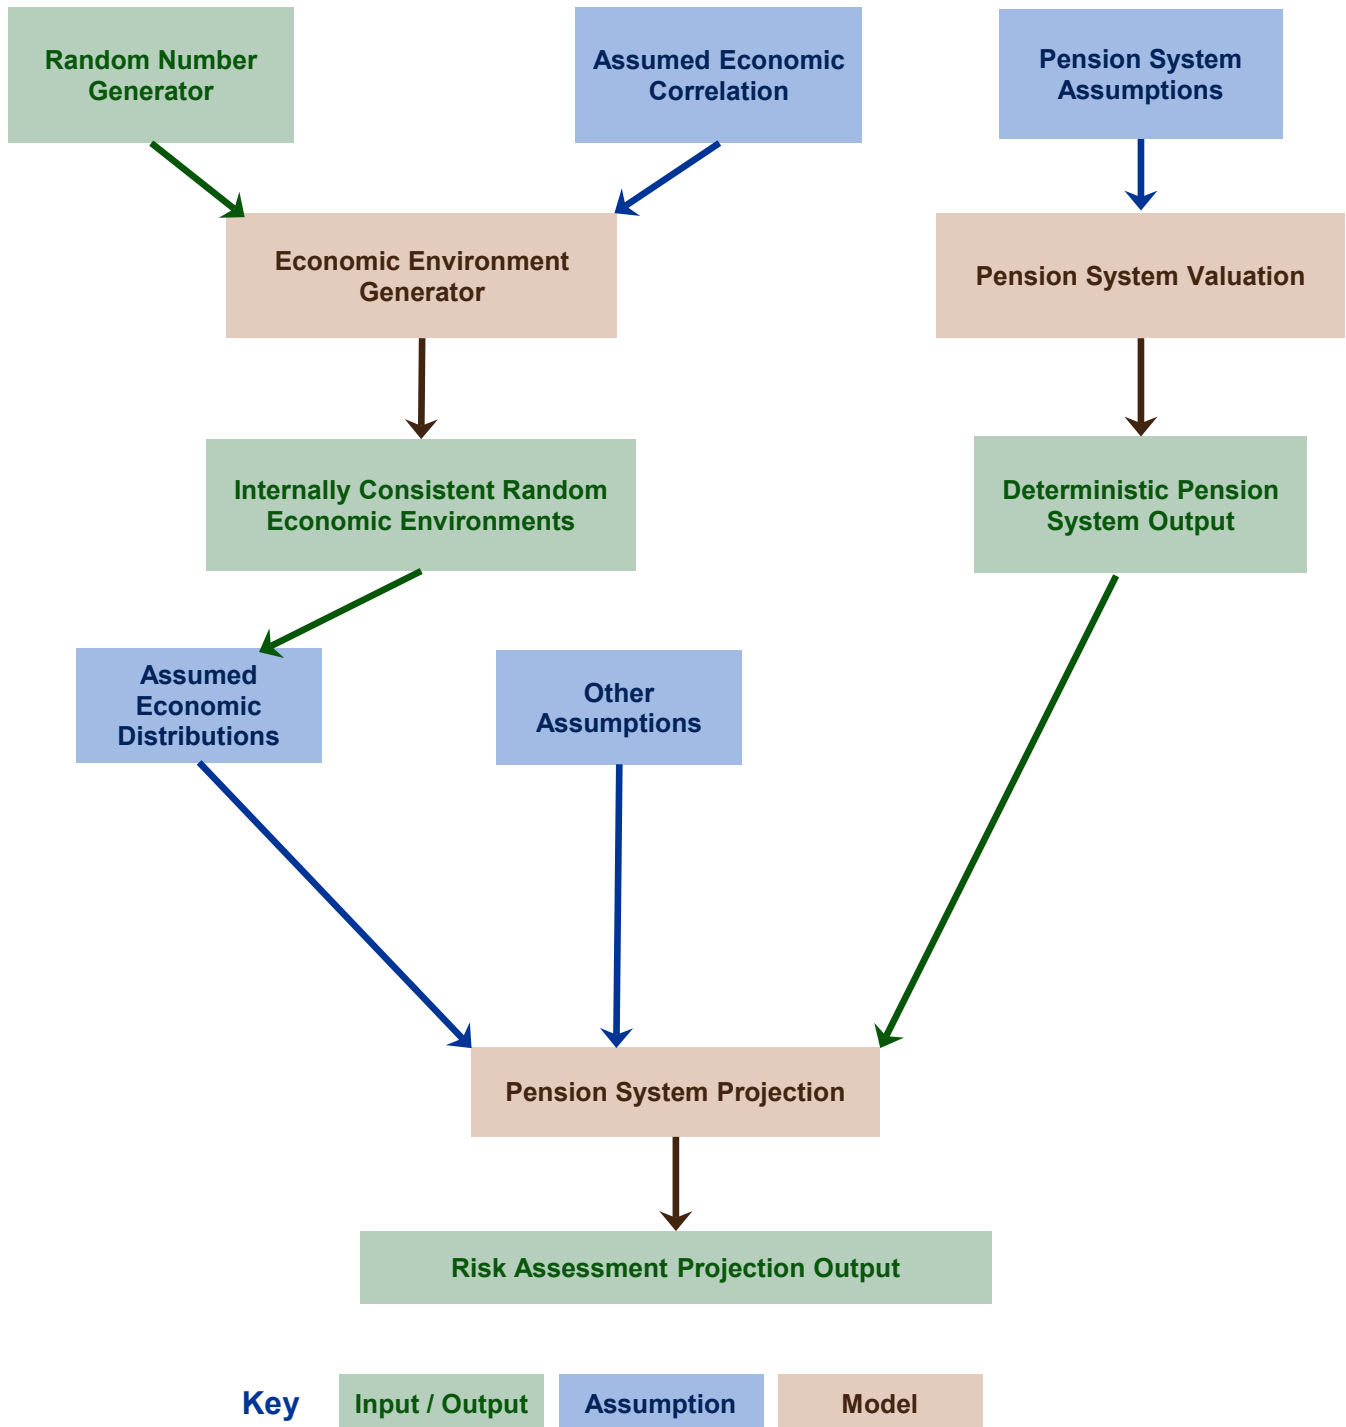 Random Number
Generator
Assumed Economic
Correlation
Pension System
Assumptions
Economic Environment
Generator
Pension System Valuation
Internally Consistent Random
Economic Environments
Deterministic Pension
System Output
Assumed
Economic
Distributions
Other
Assumptions
Pension System Projection
Risk Assessment Projection Output
Key
Input / Output
Assumption
Model